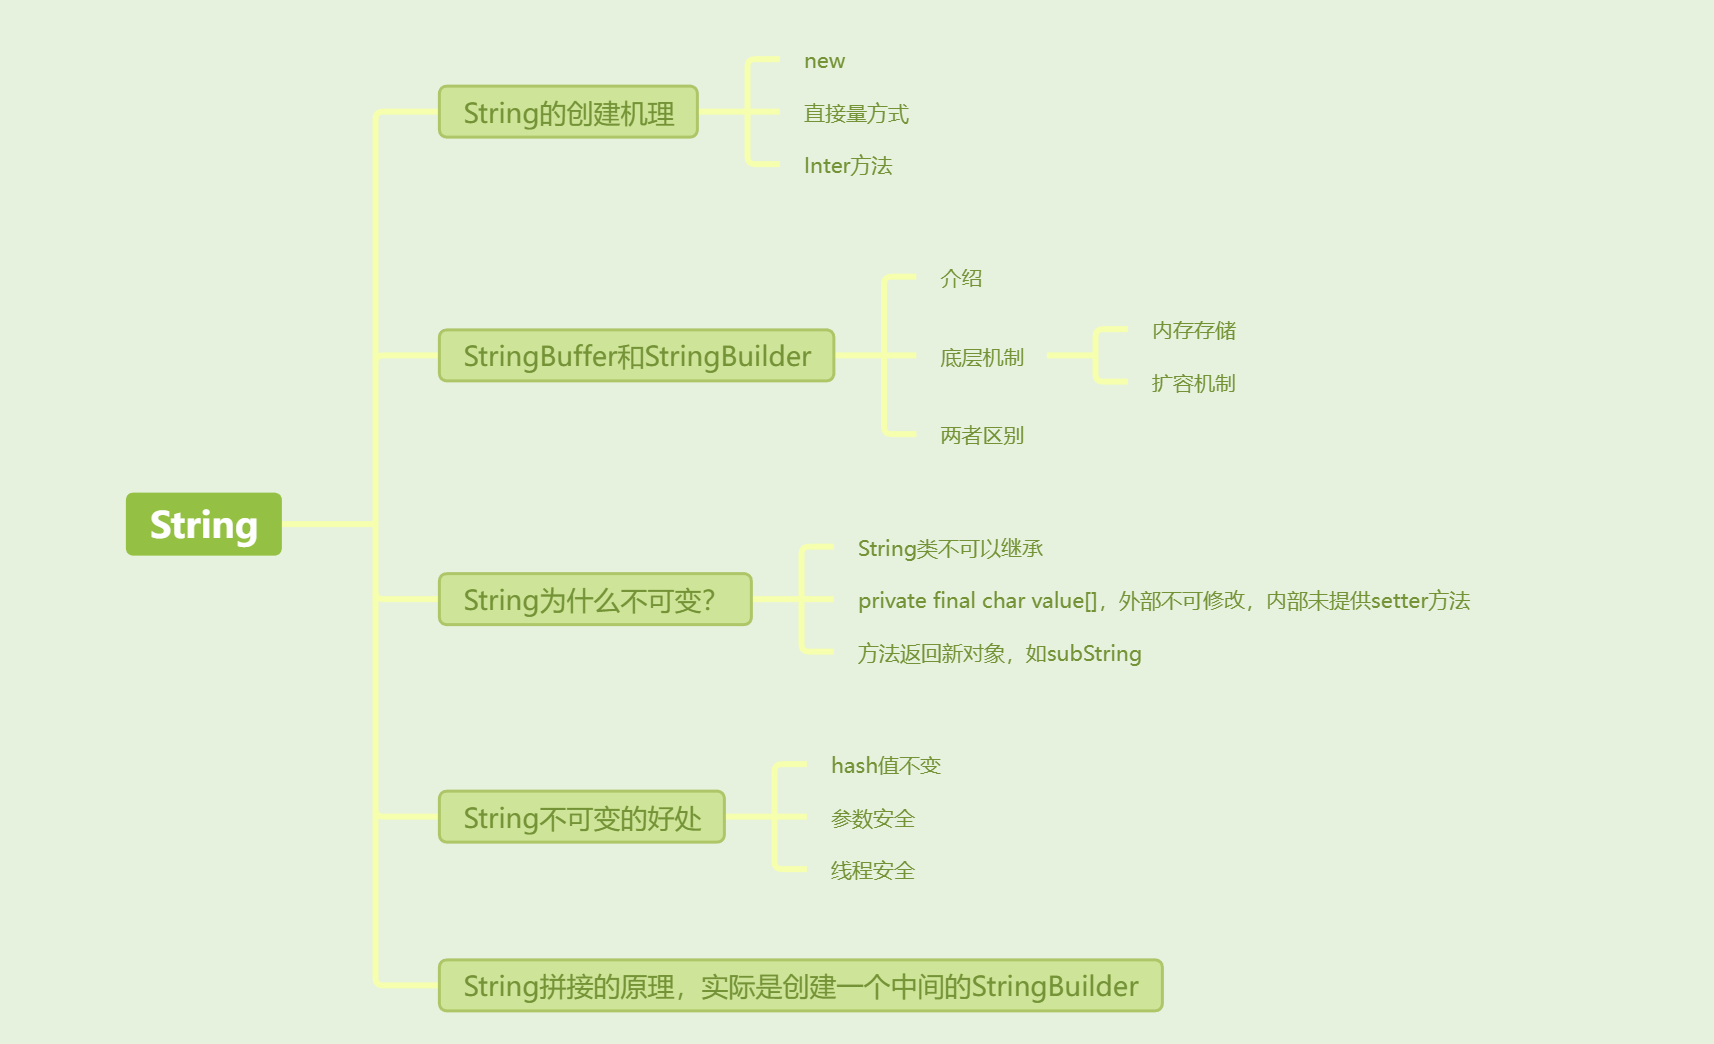 String
String的创建机理
new
直接量方式
Inter方法
StringBuffer和StringBuilder
介绍
底层机制
内存存储
扩容机制
两者区别
String为什么不可变？
String类不可以继承
private final char value[]，外部不可修改，内部未提供setter方法
方法返回新对象，如subString
String不可变的好处
hash值不变
参数安全
线程安全
String拼接的原理，实际是创建一个中间的StringBuilder